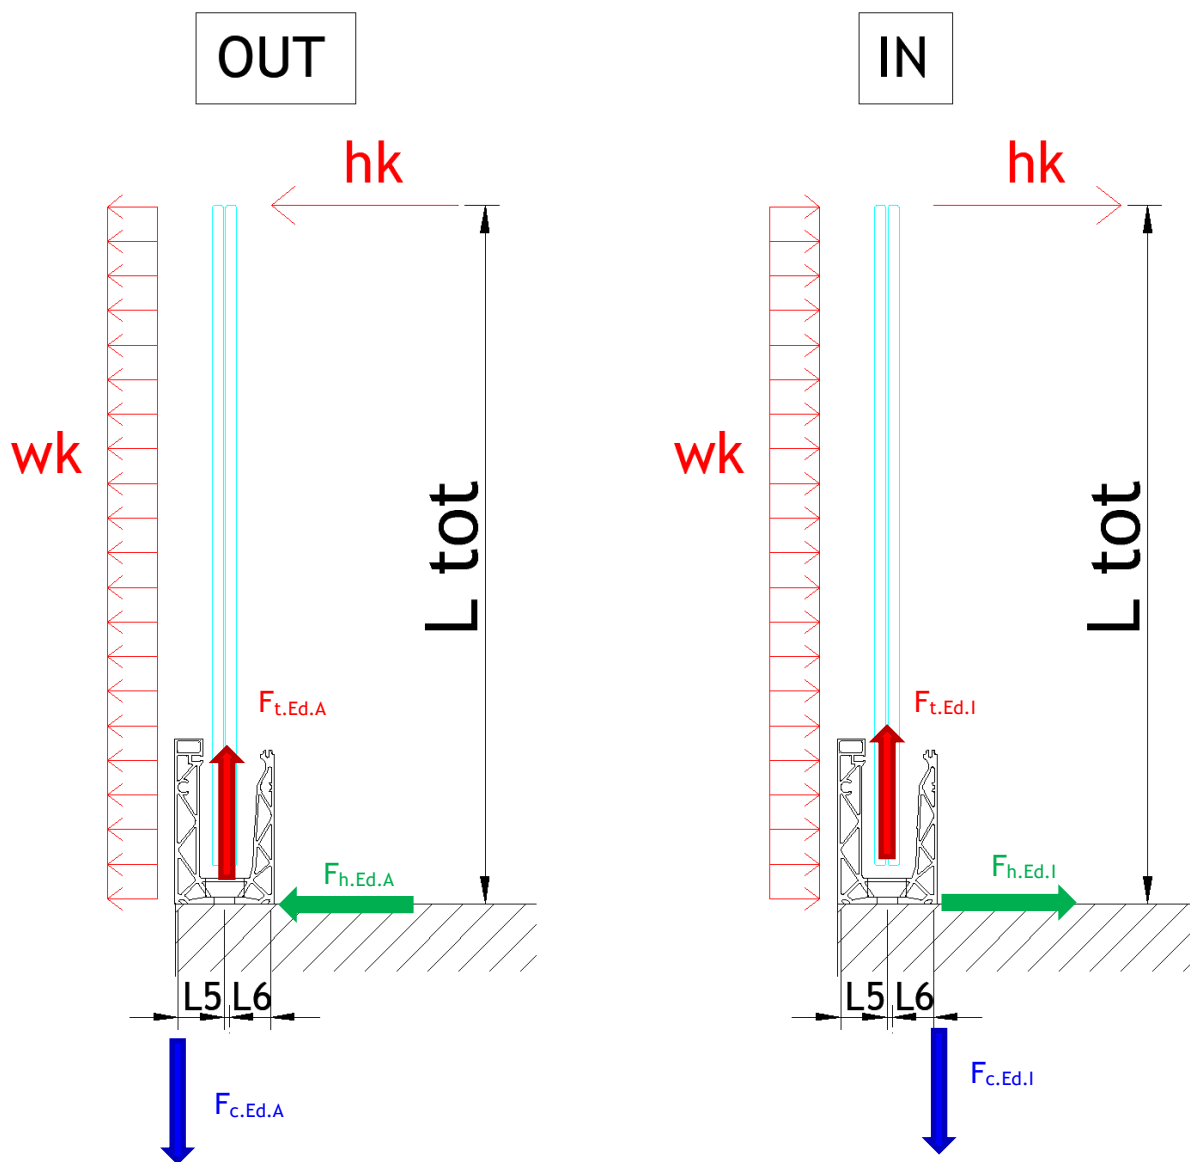 OUT
IN
hk
hk
wk
wk
L tot
L tot
Ft.Ed.A
Ft.Ed.I
Fh.Ed.A
Fh.Ed.I
L5 L6
L5 L6
Fc.Ed.A
Fc.Ed.I